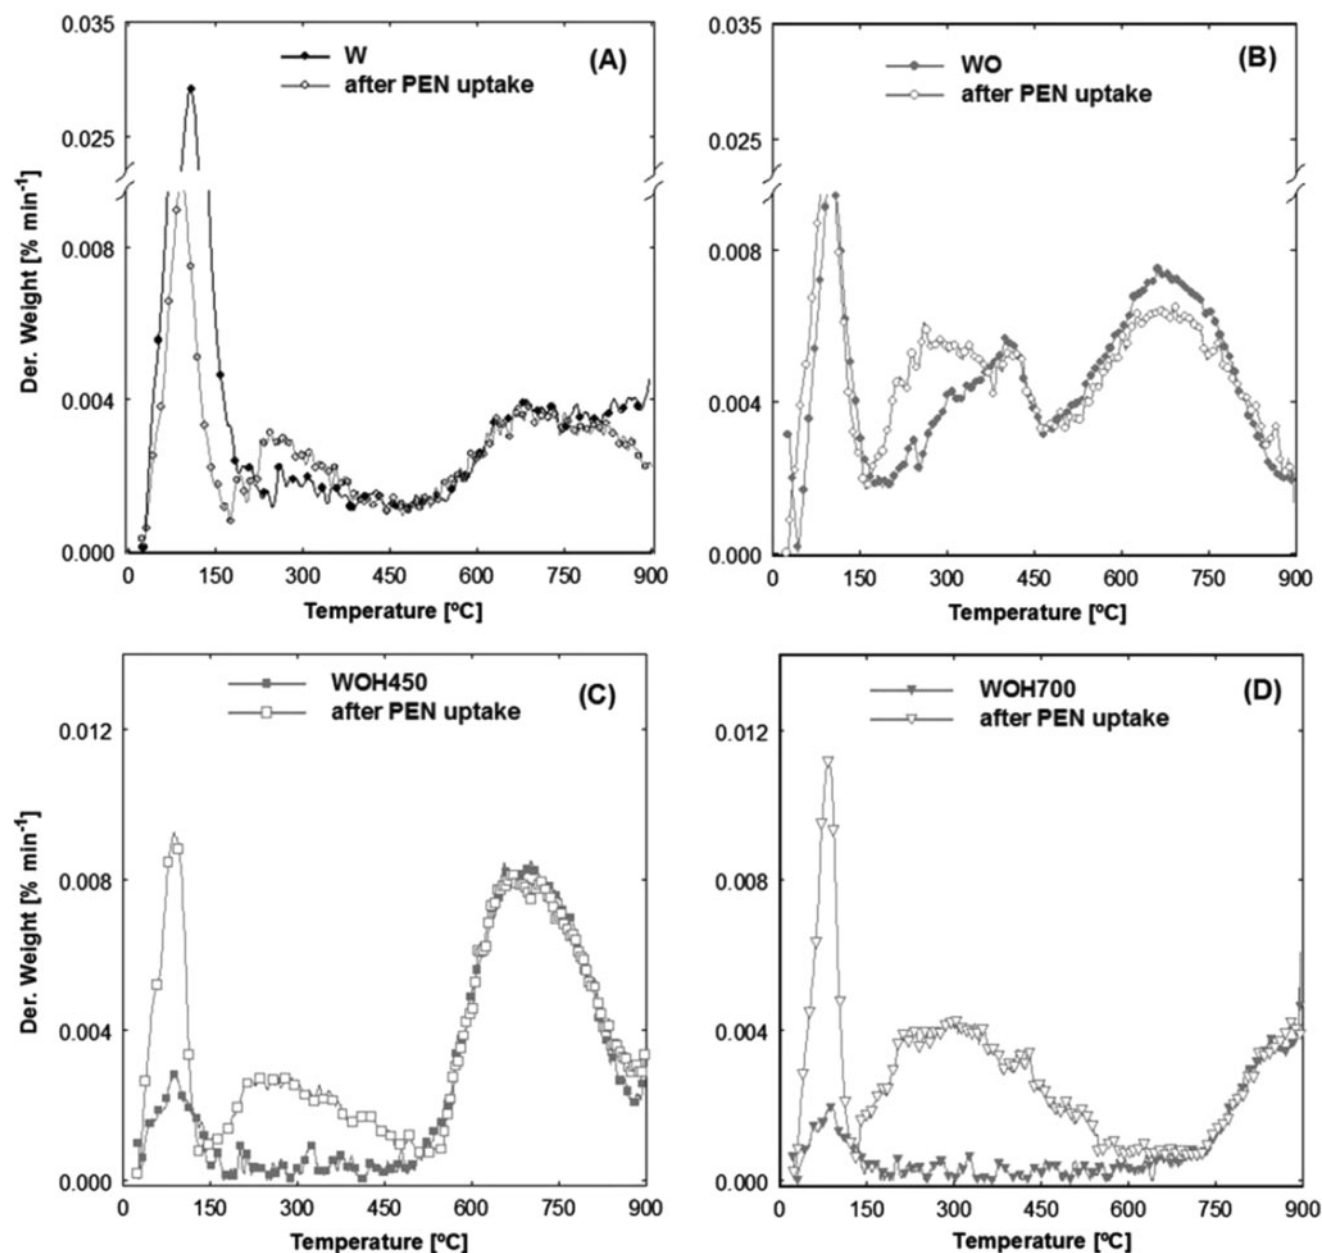 0.035
W
after PEN uptake
(A)
0.025
0.008
0.004
0.000
0 150 300 450 600 750 900
Temperature [ºC]
Der. Weight [% min⁻¹]
0.035
WO
after PEN uptake
(B)
0.025
0.008
0.004
0.000
0 150 300 450 600 750 900
Temperature [ºC]
WOH450
after PEN uptake
(C)
0.012
0.008
0.004
0.000
0 150 300 450 600 750 900
Temperature [ºC]
Der. Weight [% min⁻¹]
WOH700
after PEN uptake
(D)
0.012
0.008
0.004
0.000
0 150 300 450 600 750 900
Temperature [ºC]